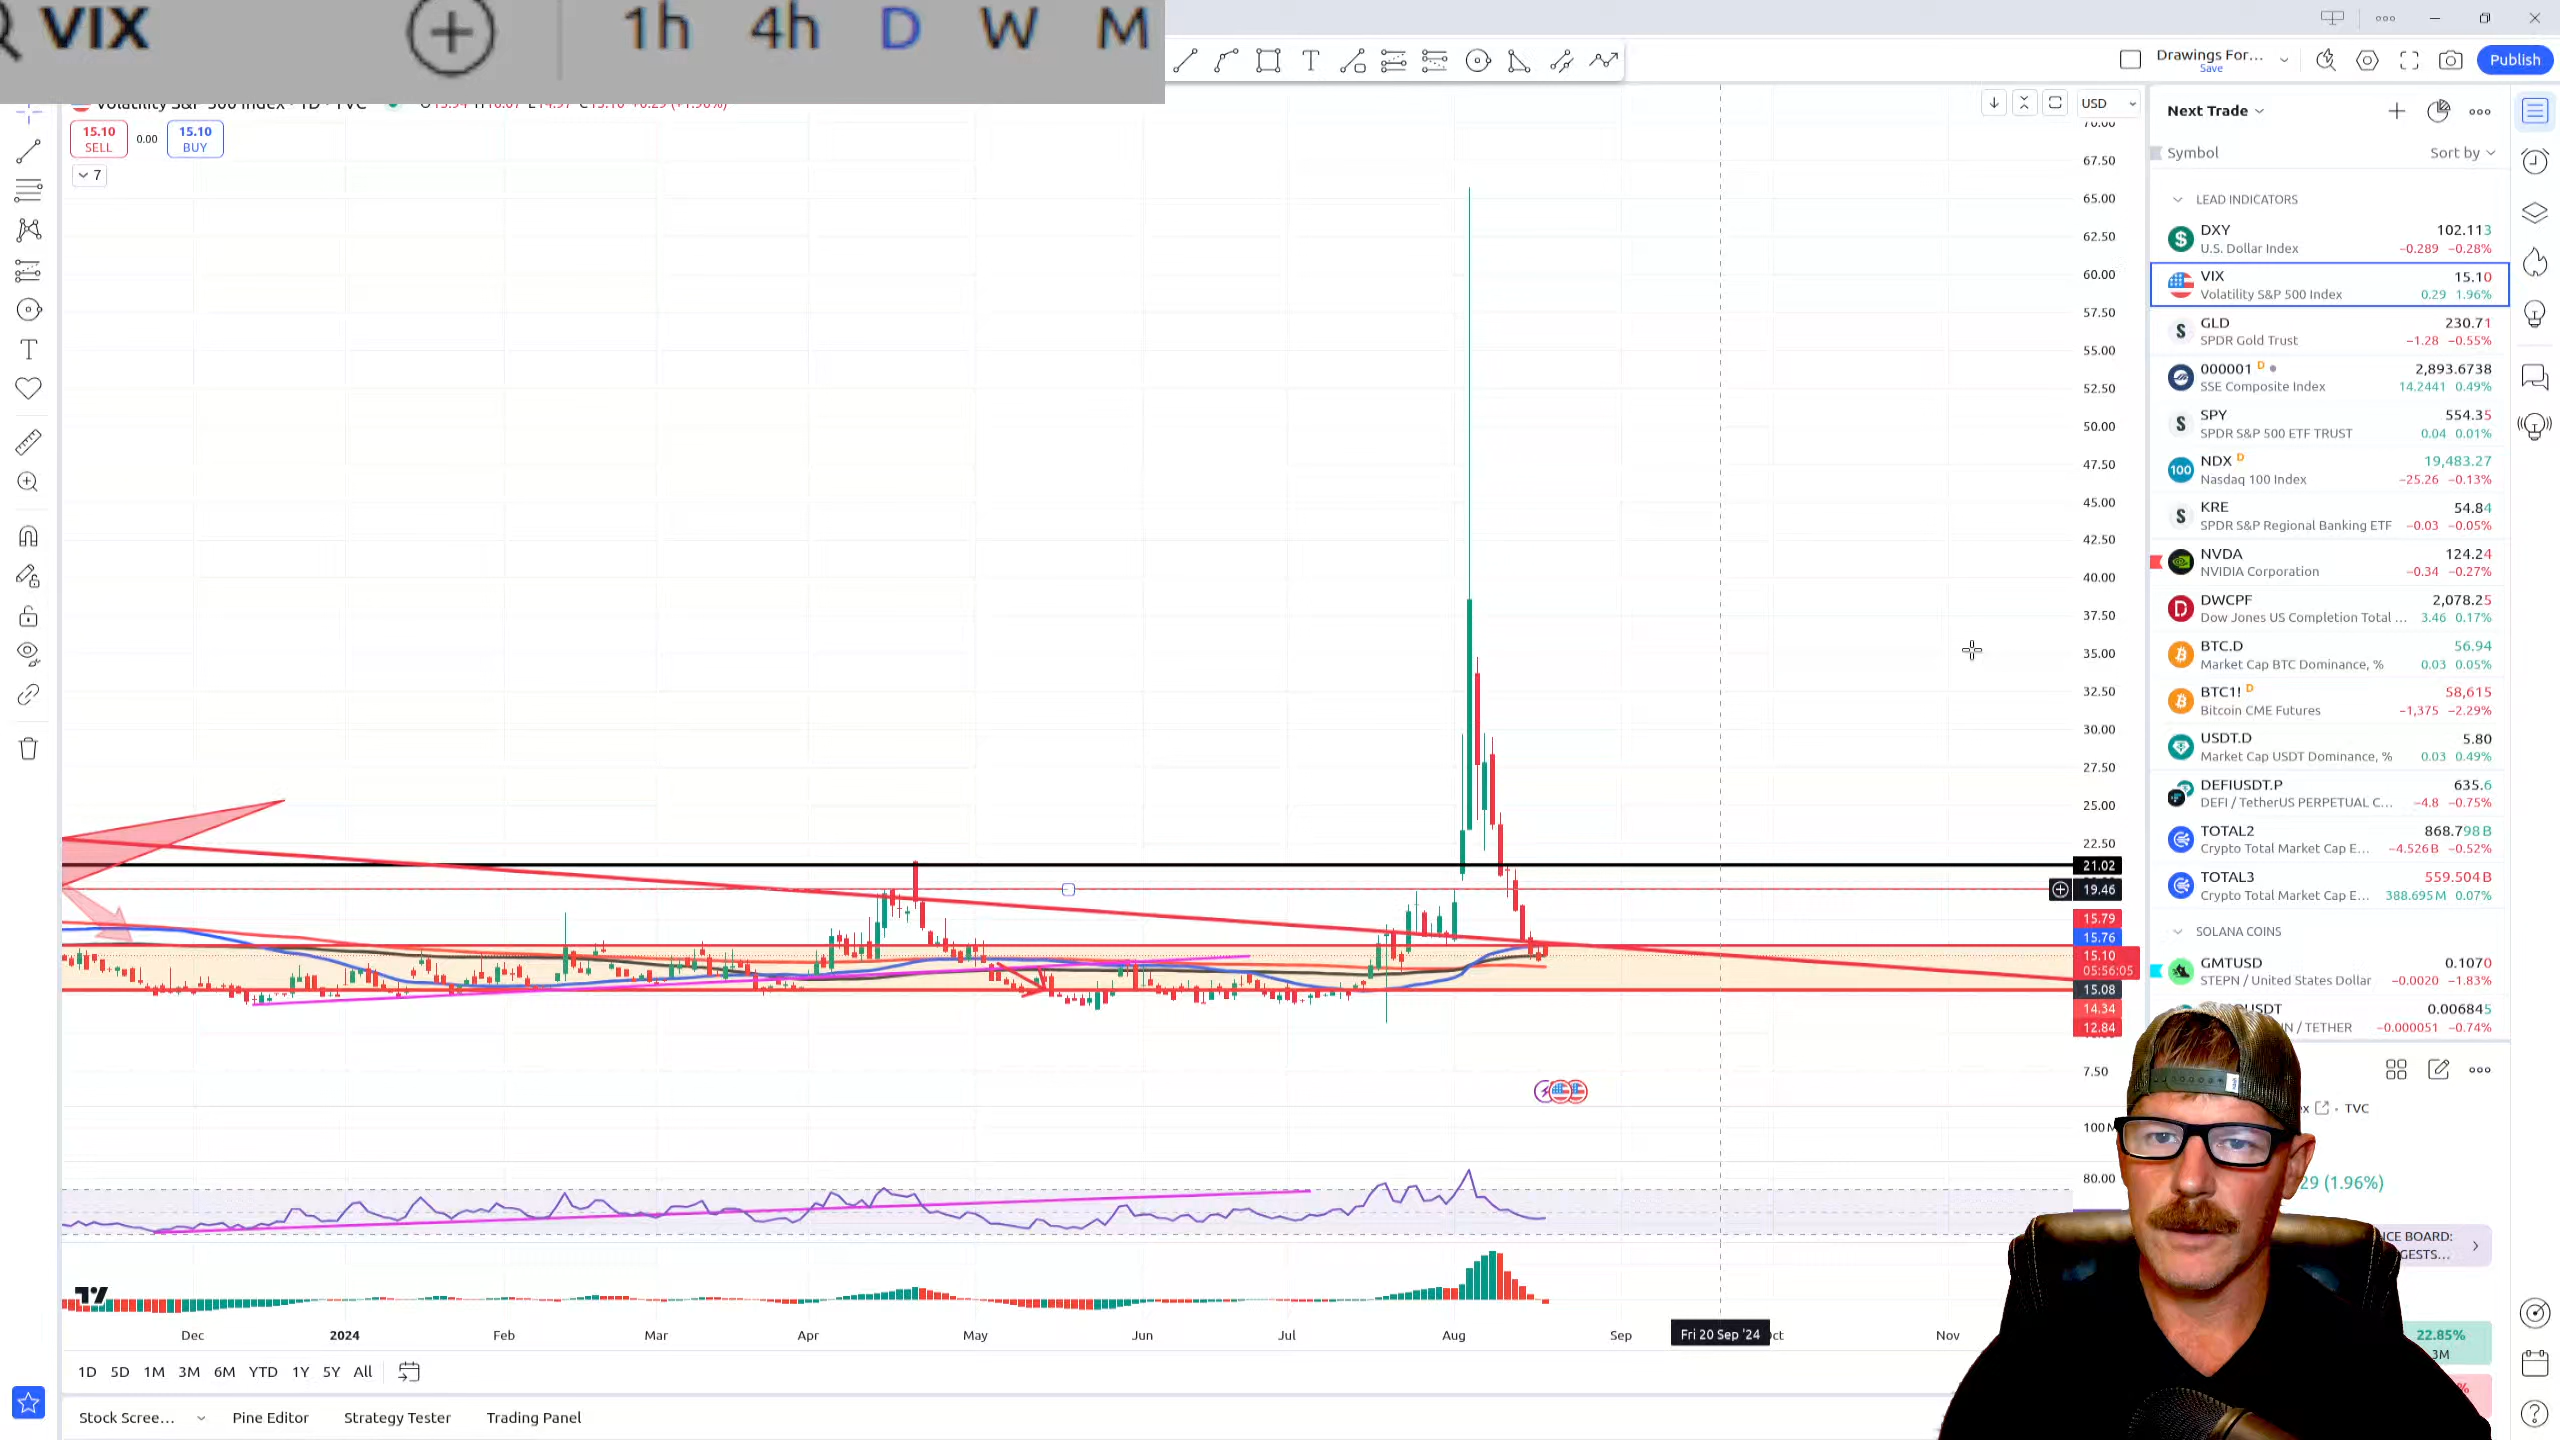 VIX
1h 4h D W M
Drawings For...
Save
Publish
15.10
SELL
0.00
15.10
BUY
7
USD
70.00
67.50
65.00
62.50
60.00
57.50
55.00
52.50
50.00
47.50
45.00
42.50
40.00
37.50
35.00
32.50
30.00
27.50
25.00
22.50
21.02
19.46
15.79
15.76
15.10
05:56:05
15.08
14.34
12.84
7.50
100M
80.00
Dec 2024 Feb Mar Apr May Jun Jul Aug Sep Fri 20 Sep '24 Oct Nov
1D 5D 1M 3M 6M YTD 1Y 5Y All
Stock Scree... Pine Editor Strategy Tester Trading Panel
Next Trade
Symbol Sort by
LEAD INDICATORS
DXY 102.113
U.S. Dollar Index −0.289 −0.28%
VIX 15.10
Volatility S&P 500 Index 0.29 1.96%
GLD 230.71
SPDR Gold Trust −1.28 −0.55%
000001 D 2,893.6738
SSE Composite Index 14.2441 0.49%
SPY 554.35
SPDR S&P 500 ETF TRUST 0.04 0.01%
NDX D 19,483.27
Nasdaq 100 Index −25.26 −0.13%
KRE 54.84
SPDR S&P Regional Banking ETF −0.03 −0.05%
NVDA 124.24
NVIDIA Corporation −0.34 −0.27%
DWCPF 2,078.25
Dow Jones US Completion Total ... 3.46 0.17%
BTC.D 56.94
Market Cap BTC Dominance, % 0.03 0.05%
BTC1! D 58,615
Bitcoin CME Futures −1,375 −2.29%
USDT.D 5.80
Market Cap USDT Dominance, % 0.03 0.49%
DEFIUSDT.P 635.6
DEFI / TetherUS PERPETUAL C... −4.8 −0.75%
TOTAL2 868.798B
Crypto Total Market Cap E... −4.526B −0.52%
TOTAL3 559.504B
Crypto Total Market Cap E... 388.695M 0.07%
SOLANA COINS
GMTUSD 0.1070
STEPN / United States Dollar −0.0020 −1.83%
USDT 0.006845
/ TETHER −0.000051 −0.74%
TVC
29 (1.96%)
22.85%
3M